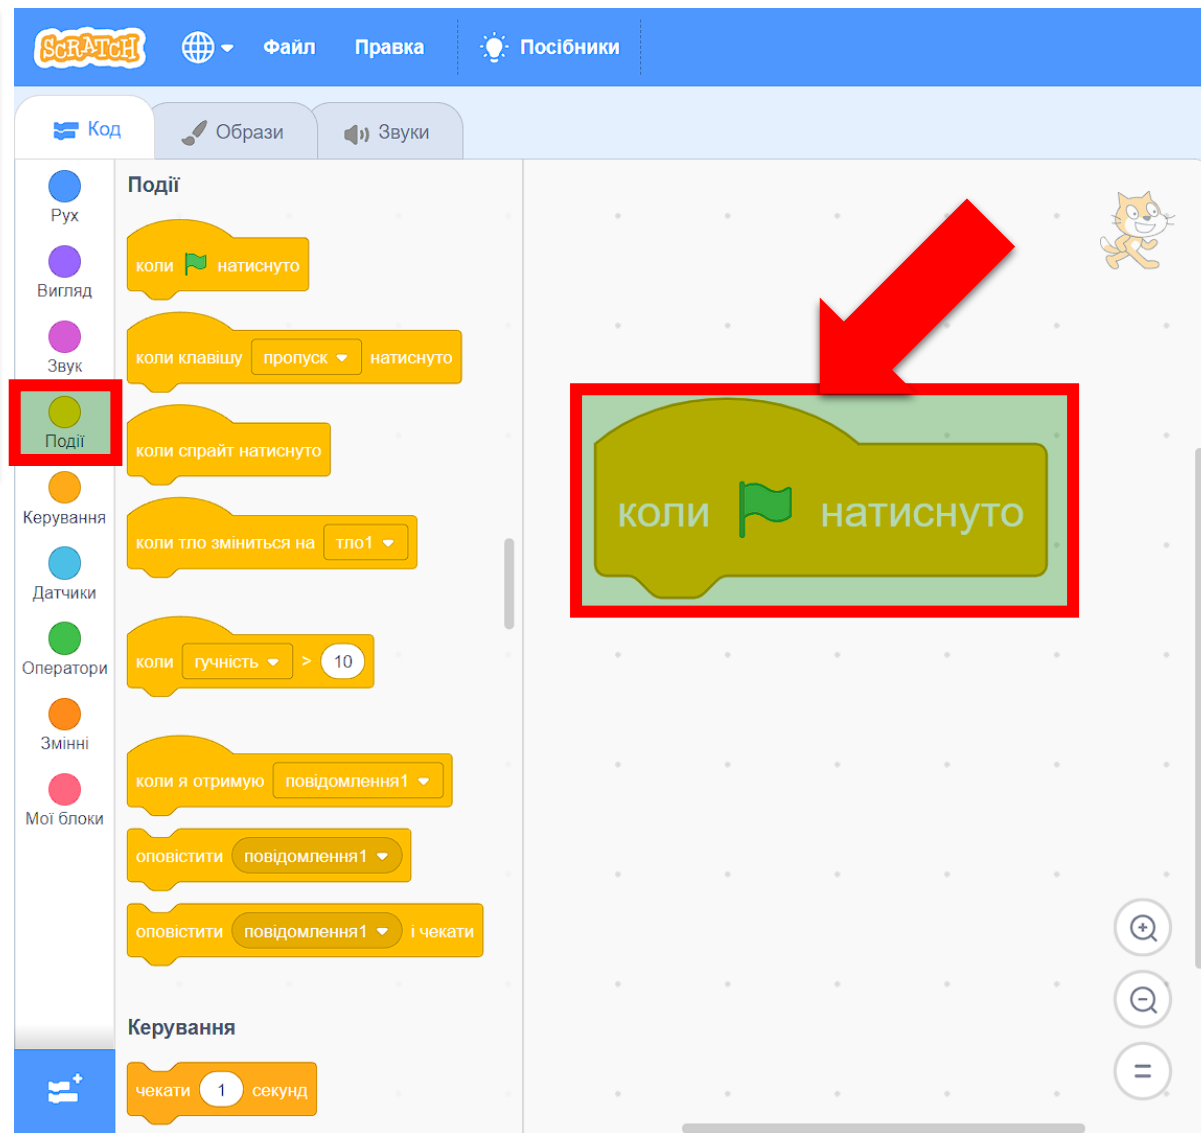 SCRATCH Файл Правка Посібники
Код Образи Звуки
Рух
Вигляд
Звук
Події
Керування
Датчики
Оператори
Змінні
Мої блоки
Події
коли натиснуто
коли клавішу пропуск натиснуто
коли спрайт натиснуто
коли тло зміниться на тло1
коли гучність > 10
коли я отримую повідомлення1
оповістити повідомлення1
оповістити повідомлення1 і чекати
Керування
чекати 1 секунд
коли натиснуто